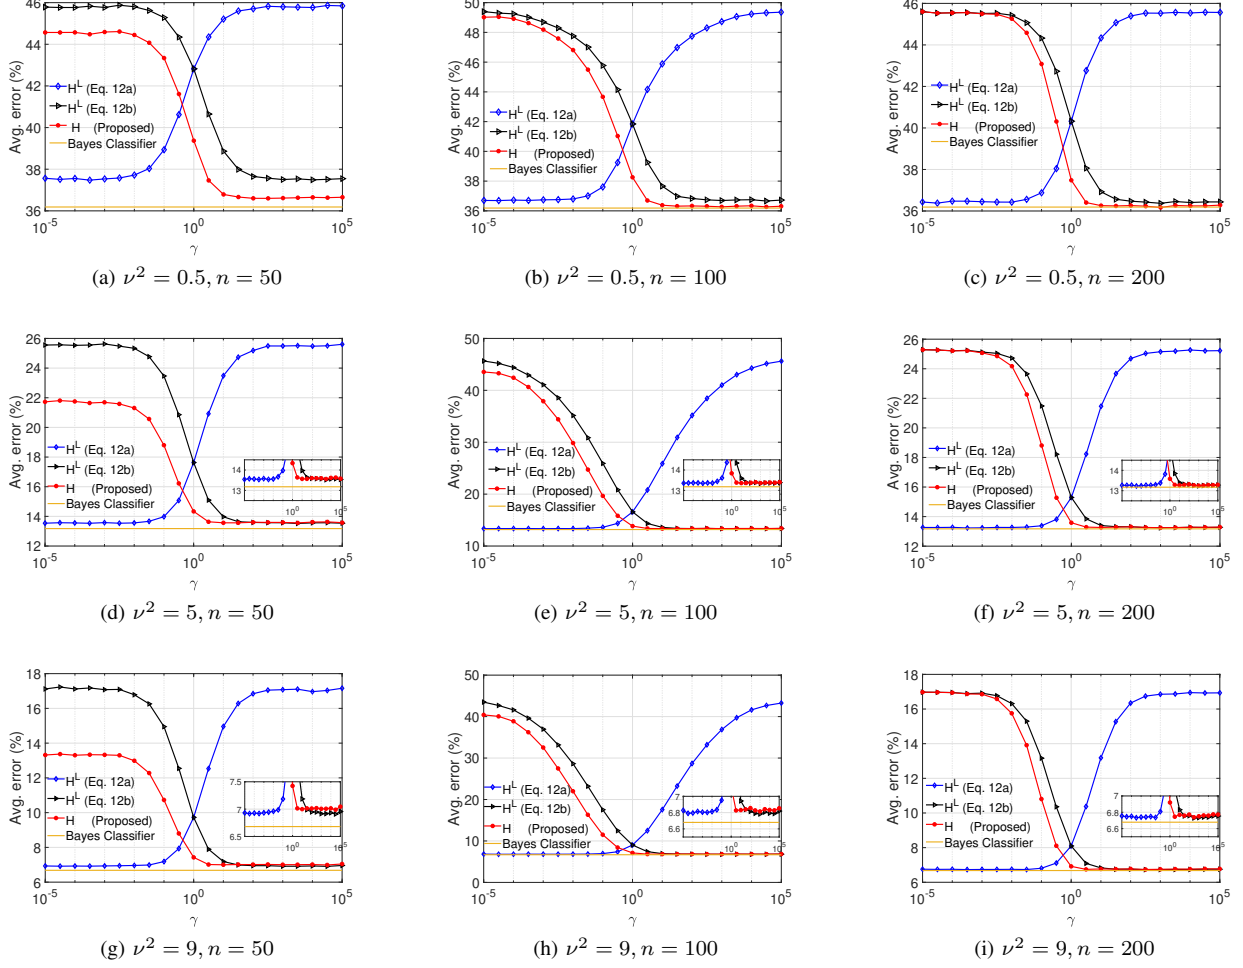 46
44
42
40
38
36
Avg. error (%)
H^L (Eq. 12a)
H^L (Eq. 12b)
H (Proposed)
Bayes Classifier
10^-5
10^0
10^5
γ
(a) ν² = 0.5, n = 50
50
48
46
44
42
40
38
36
Avg. error (%)
H^L (Eq. 12a)
H^L (Eq. 12b)
H (Proposed)
Bayes Classifier
10^-5
10^0
10^5
γ
(b) ν² = 0.5, n = 100
46
44
42
40
38
36
Avg. error (%)
H^L (Eq. 12a)
H^L (Eq. 12b)
H (Proposed)
Bayes Classifier
10^-5
10^0
10^5
γ
(c) ν² = 0.5, n = 200
26
24
22
20
18
16
14
12
Avg. error (%)
H^L (Eq. 12a)
H^L (Eq. 12b)
H (Proposed)
Bayes Classifier
14
13
10^0
10^5
10^-5
10^0
10^5
γ
(d) ν² = 5, n = 50
50
40
30
20
10
Avg. error (%)
H^L (Eq. 12a)
H^L (Eq. 12b)
H (Proposed)
Bayes Classifier
14
13
10^0
10^5
10^-5
10^0
10^5
γ
(e) ν² = 5, n = 100
26
24
22
20
18
16
14
12
Avg. error (%)
H^L (Eq. 12a)
H^L (Eq. 12b)
H (Proposed)
Bayes Classifier
14
13
10^0
10^5
10^-5
10^0
10^5
γ
(f) ν² = 5, n = 200
18
16
14
12
10
8
6
Avg. error (%)
H^L (Eq. 12a)
H^L (Eq. 12b)
H (Proposed)
Bayes Classifier
7.5
7
6.5
10^0
10^5
10^-5
10^0
10^5
γ
(g) ν² = 9, n = 50
50
40
30
20
10
0
Avg. error (%)
H^L (Eq. 12a)
H^L (Eq. 12b)
H (Proposed)
Bayes Classifier
7
6.8
6.6
10^0
10^5
10^-5
10^0
10^5
γ
(h) ν² = 9, n = 100
18
16
14
12
10
8
6
Avg. error (%)
H^L (Eq. 12a)
H^L (Eq. 12b)
H (Proposed)
Bayes Classifier
7
6.8
6.6
10^0
10^5
10^-5
10^0
10^5
γ
(i) ν² = 9, n = 200